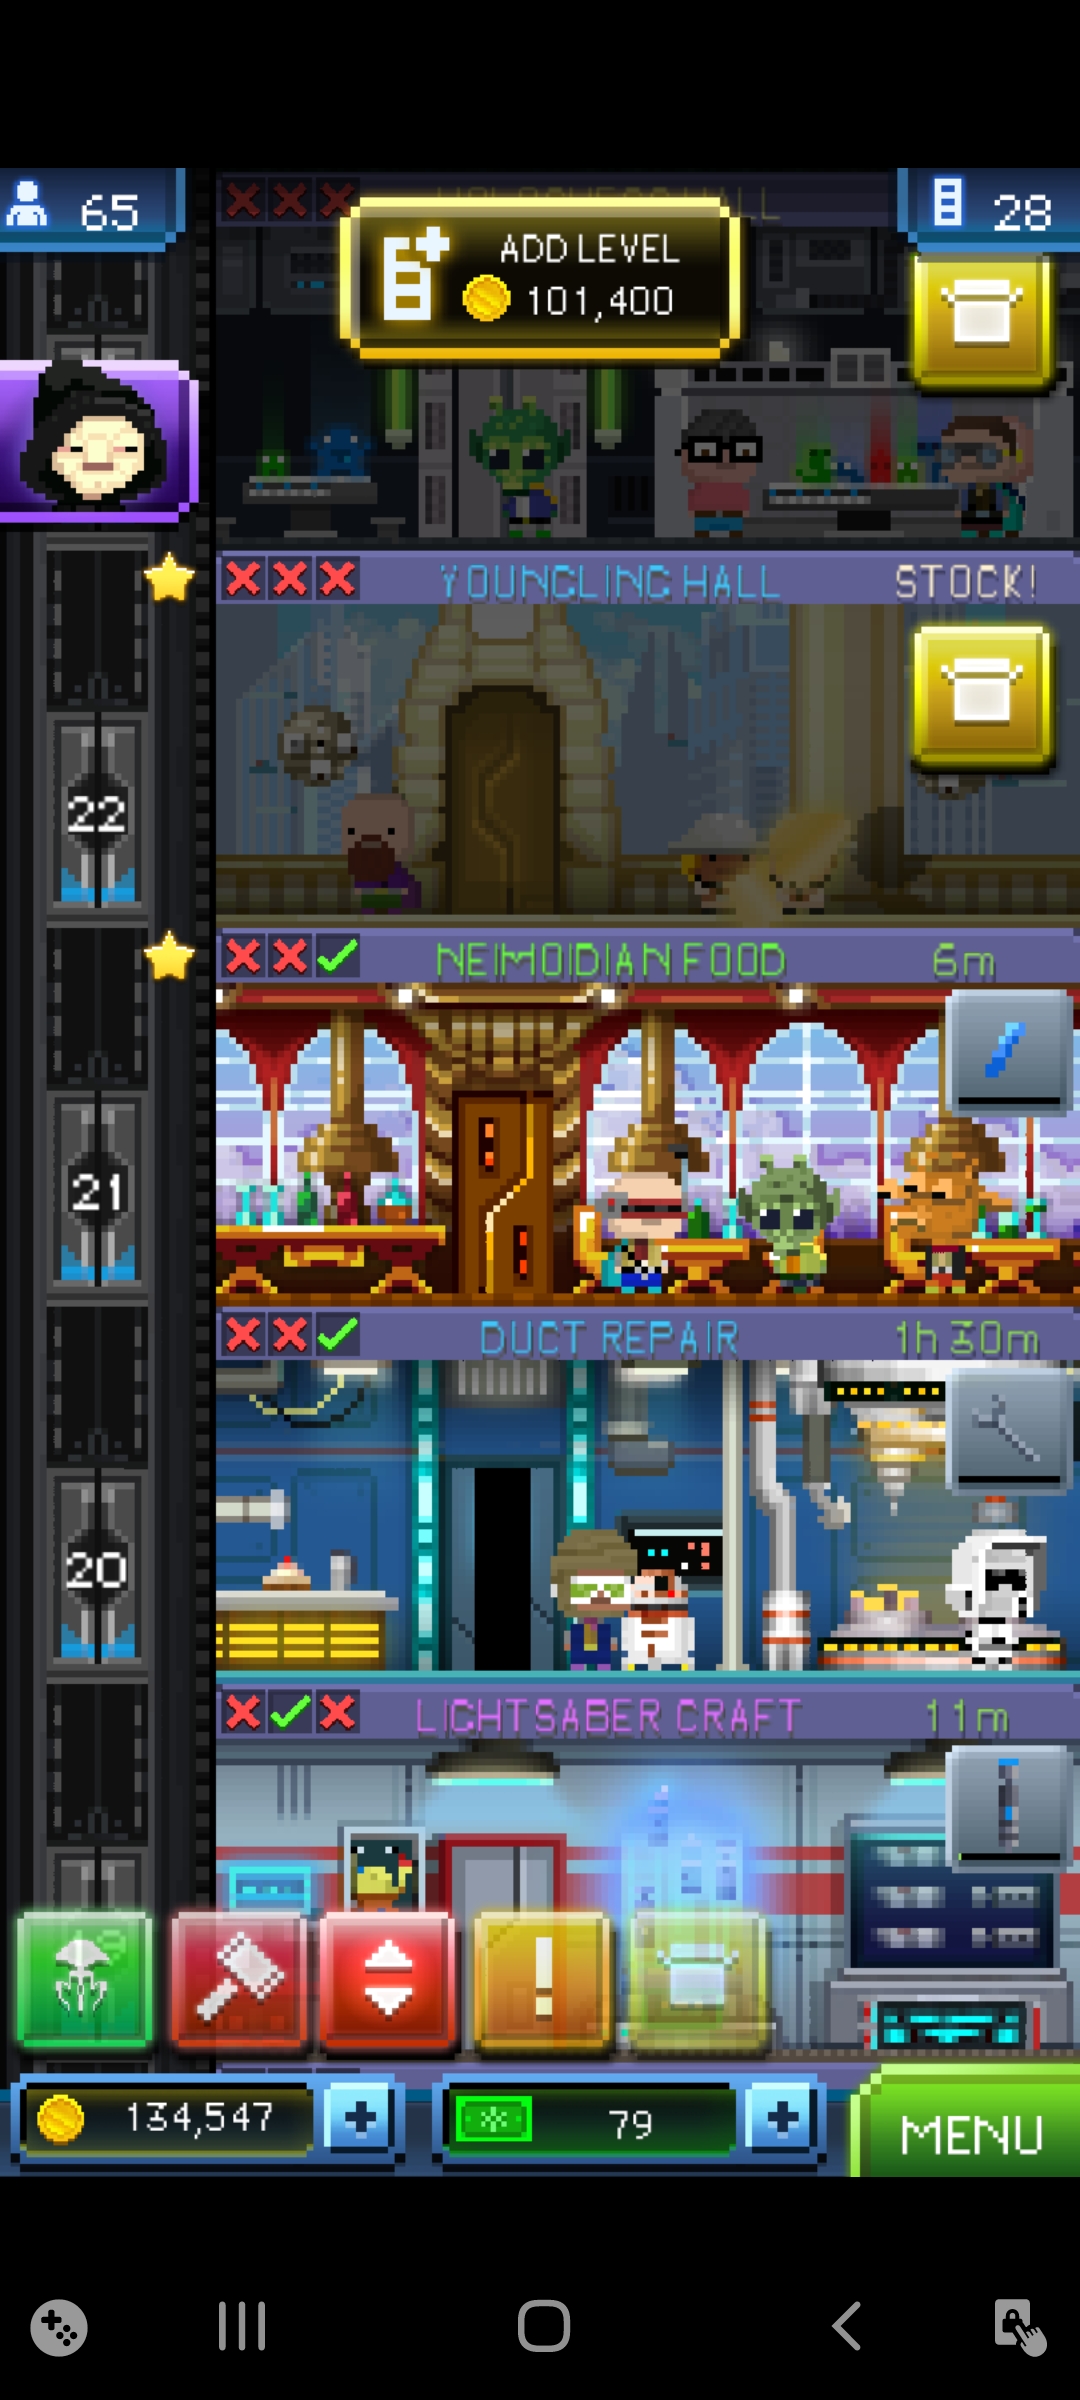 65
28
ADD LEVEL
101,400
YOUNGLING HALL STOCK!
22
NEIMOIDIAN FOOD 6m
21
DUCT REPAIR 1h 30m
20
LIGHTSABER CRAFT 11m
134,547
79
MENU